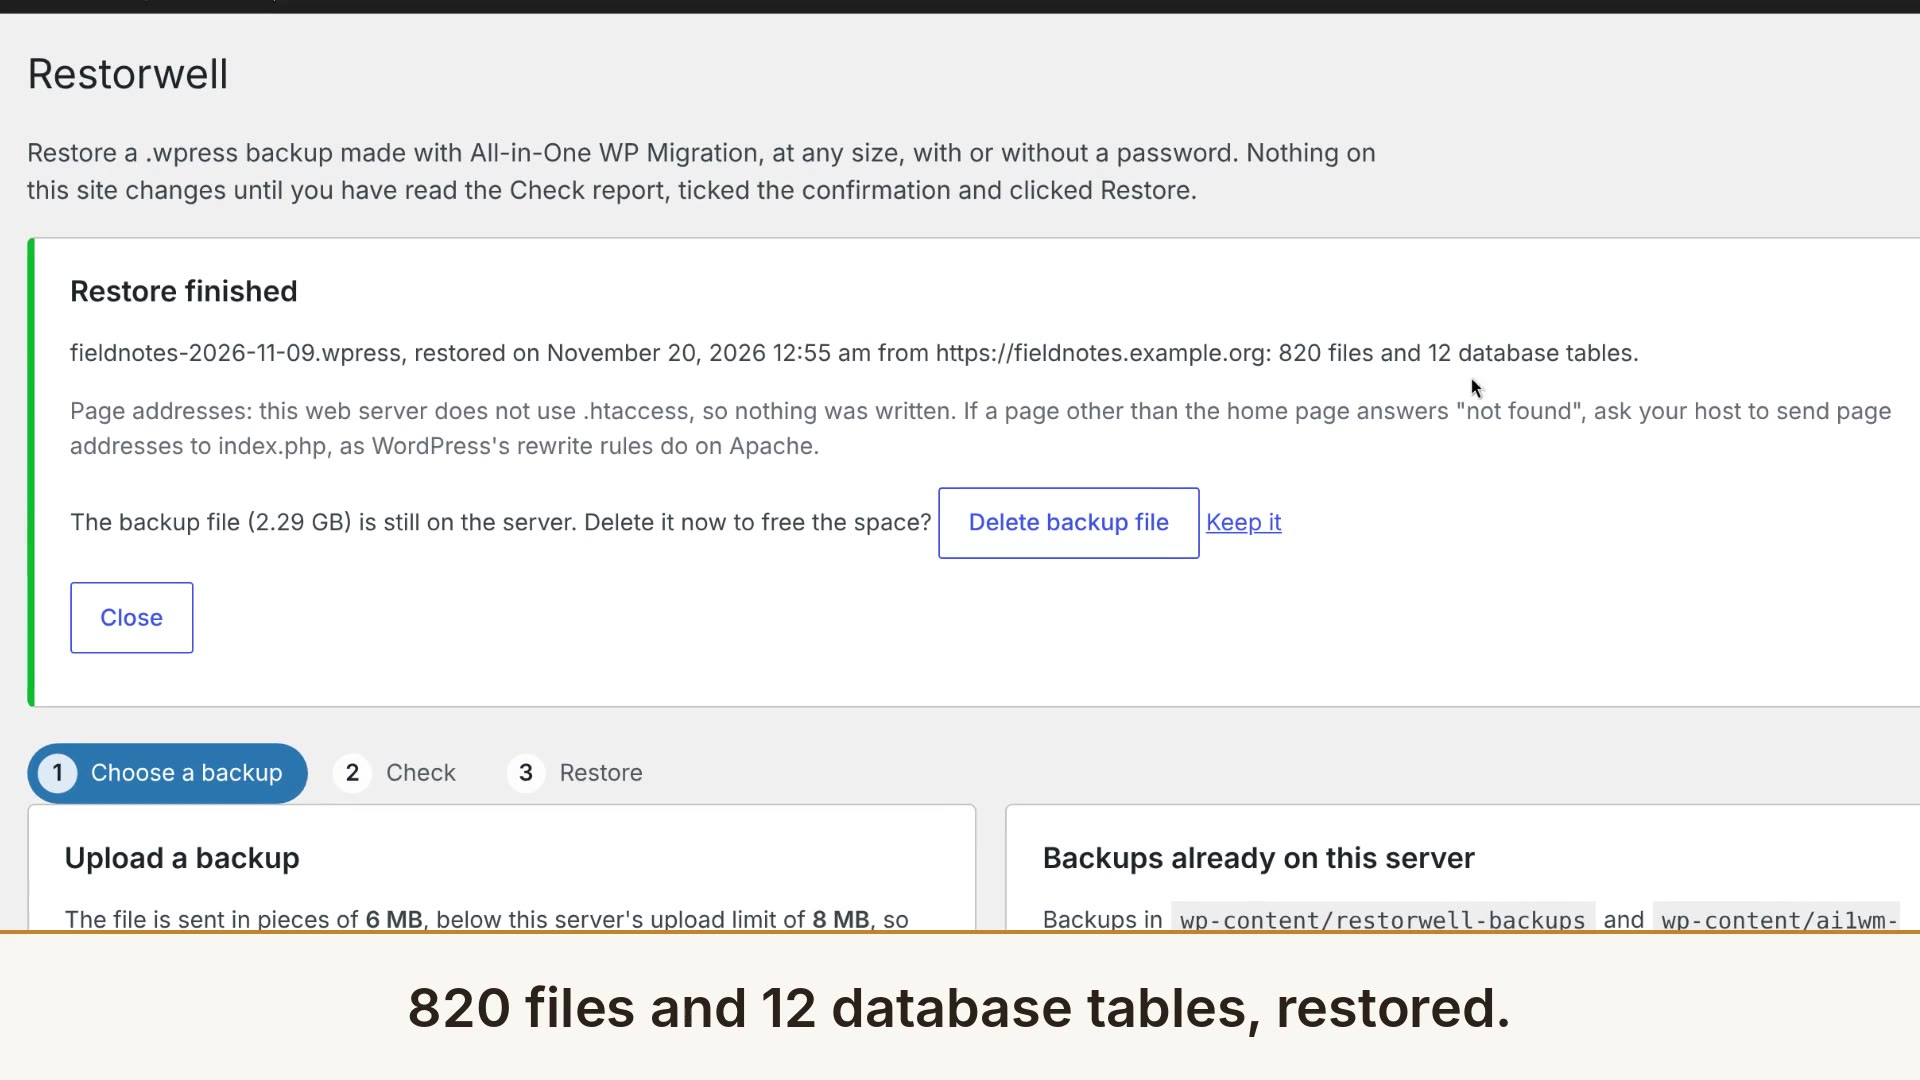 Restorwell
Restore a .wpress backup made with All-in-One WP Migration, at any size, with or without a password. Nothing on
this site changes until you have read the Check report, ticked the confirmation and clicked Restore.
Restore finished
fieldnotes-2026-11-09.wpress, restored on November 20, 2026 12:55 am from https://fieldnotes.example.org: 820 files and 12 database tables.
Page addresses: this web server does not use .htaccess, so nothing was written. If a page other than the home page answers "not found", ask your host to send page
addresses to index.php, as WordPress's rewrite rules do on Apache.
The backup file (2.29 GB) is still on the server. Delete it now to free the space? Delete backup file Keep it
Close
1 Choose a backup 2 Check 3 Restore
Upload a backup
The file is sent in pieces of 6 MB, below this server's upload limit of 8 MB, so
Backups already on this server
Backups in wp-content/restorwell-backups and wp-content/ai1wm-
820 files and 12 database tables, restored.